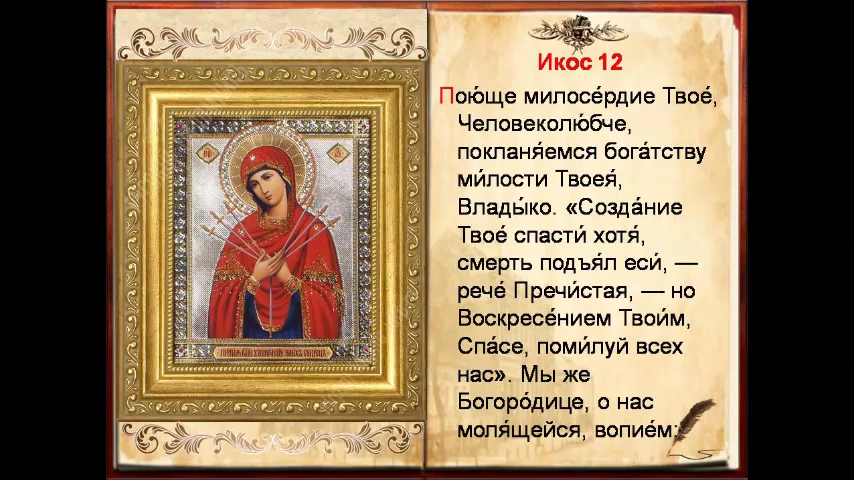 Икос 12
Пою́ще милосе́рдие Твое́,
Человеколю́бче,
покланя́емся бога́тству
ми́лости Твоея́,
Влады́ко. «Созда́ние
Твое́ спасти́ хотя́,
смерть подъя́л еси́, —
рече́ Пречи́стая, — но
Воскресе́нием Твои́м,
Спа́се, поми́луй всех
нас». Мы же
Богоро́дице, о нас
моля́щейся, вопие́м: